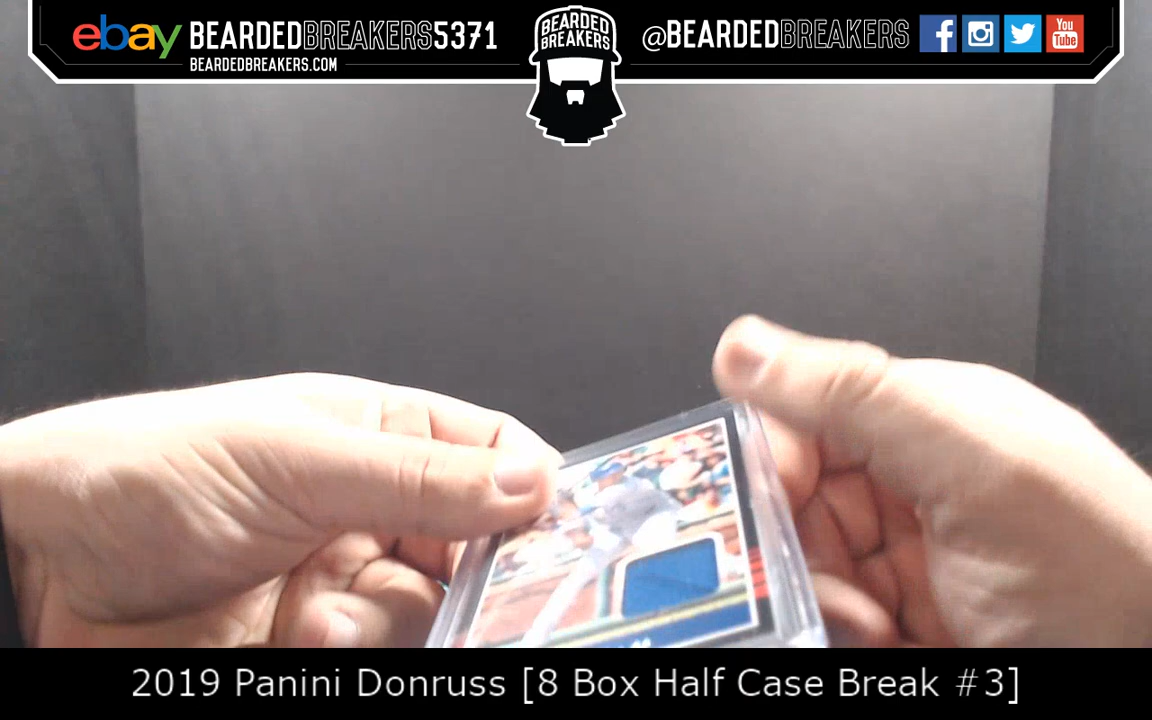 ebay BEARDEDBREAKERS5371
BEARDEDBREAKERS.COM
BEARDED
BREAKERS
@BEARDEDBREAKERS
You
Tube
2019 Panini Donruss [8 Box Half Case Break #3]